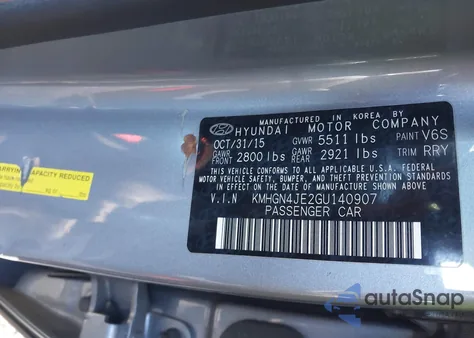 MANUFACTURED IN KOREA BY
HYUNDAI MOTOR COMPANY
OCT/31/15 GVWR 5511 lbs PAINT V6S
GAWR FRONT 2800 lbs GAWR REAR 2921 lbs TRIM RRY
THIS VEHICLE CONFORMS TO ALL APPLICABLE FEDERAL
MOTOR VEHICLE SAFETY, BUMPER, AND THEFT PREVENTION
STANDARDS IN EFFECT ON THE DATE OF MANUFACTURE SHOWN ABOVE.
V.I.N KMHGN4JE2GU140907
PASSENGER CAR
CAPACITY REDUCED
autoSnap